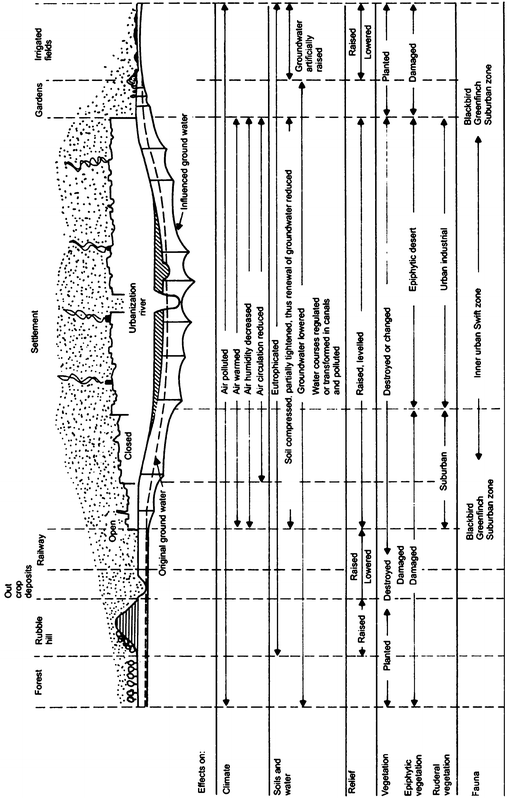 Forest
Rubble
hill
Out
crop
deposits
Railway
Settlement
Gardens
Irrigated
fields
Open
Closed
Urbanization
river
Original ground water
Influenced ground water
Effects on:
Climate
Air polluted
Air warmed
Air humidity decreased
Air circulation reduced
Soils and
water
Eutrophicated
Soil compressed, partially tightened, thus renewal of groundwater reduced
Groundwater
artificially
raised
Groundwater lowered
Water courses regulated
or transformed in canals
and polluted
Relief
Raised
Raised
Lowered
Raised, levelled
Raised
Lowered
Vegetation
Planted
Destroyed
Destroyed or changed
Planted
Epiphytic
vegetation
Damaged
Damaged
Epiphytic desert
Damaged
Ruderal
vegetation
Suburban
Urban industrial
Fauna
Blackbird
Greenfinch
Suburban zone
Inner urban Swift zone
Blackbird
Greenfinch
Suburban zone